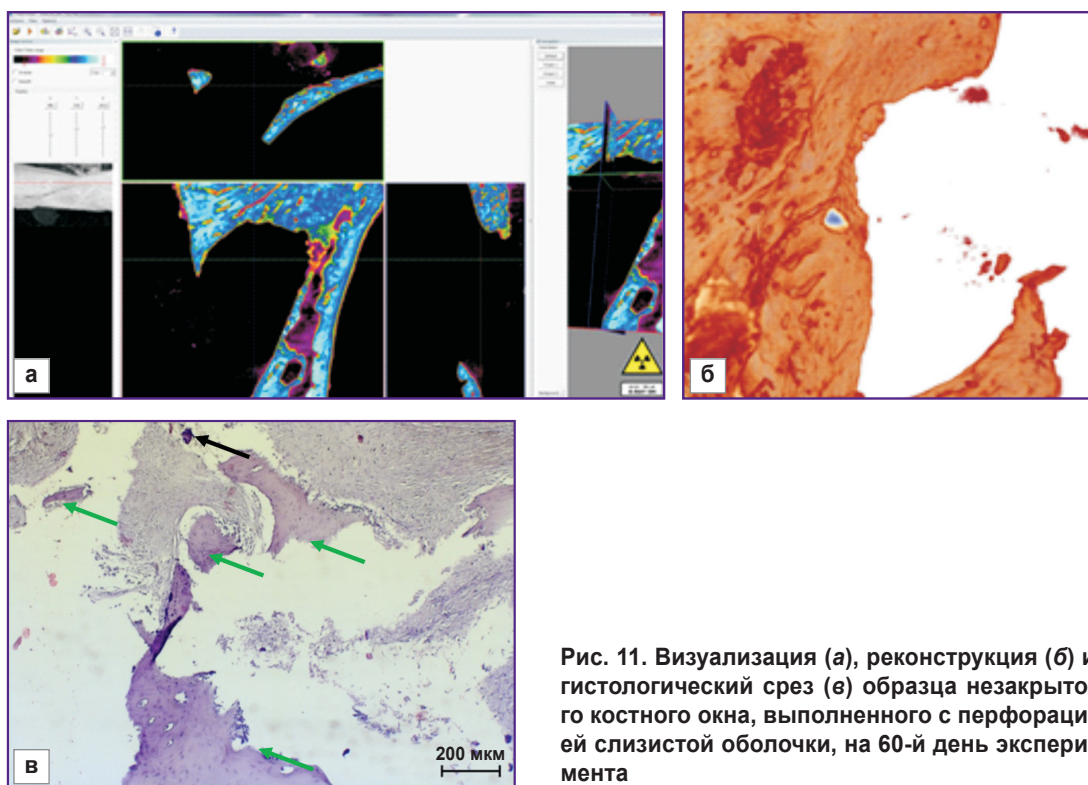 а
б
в
200 мкм
Рис. 11. Визуализация (а), реконструкция (б) и
гистологический срез (в) образца незакрыто-
го костного окна, выполненного с перфораци-
ей слизистой оболочки, на 60-й день экспери-
мента